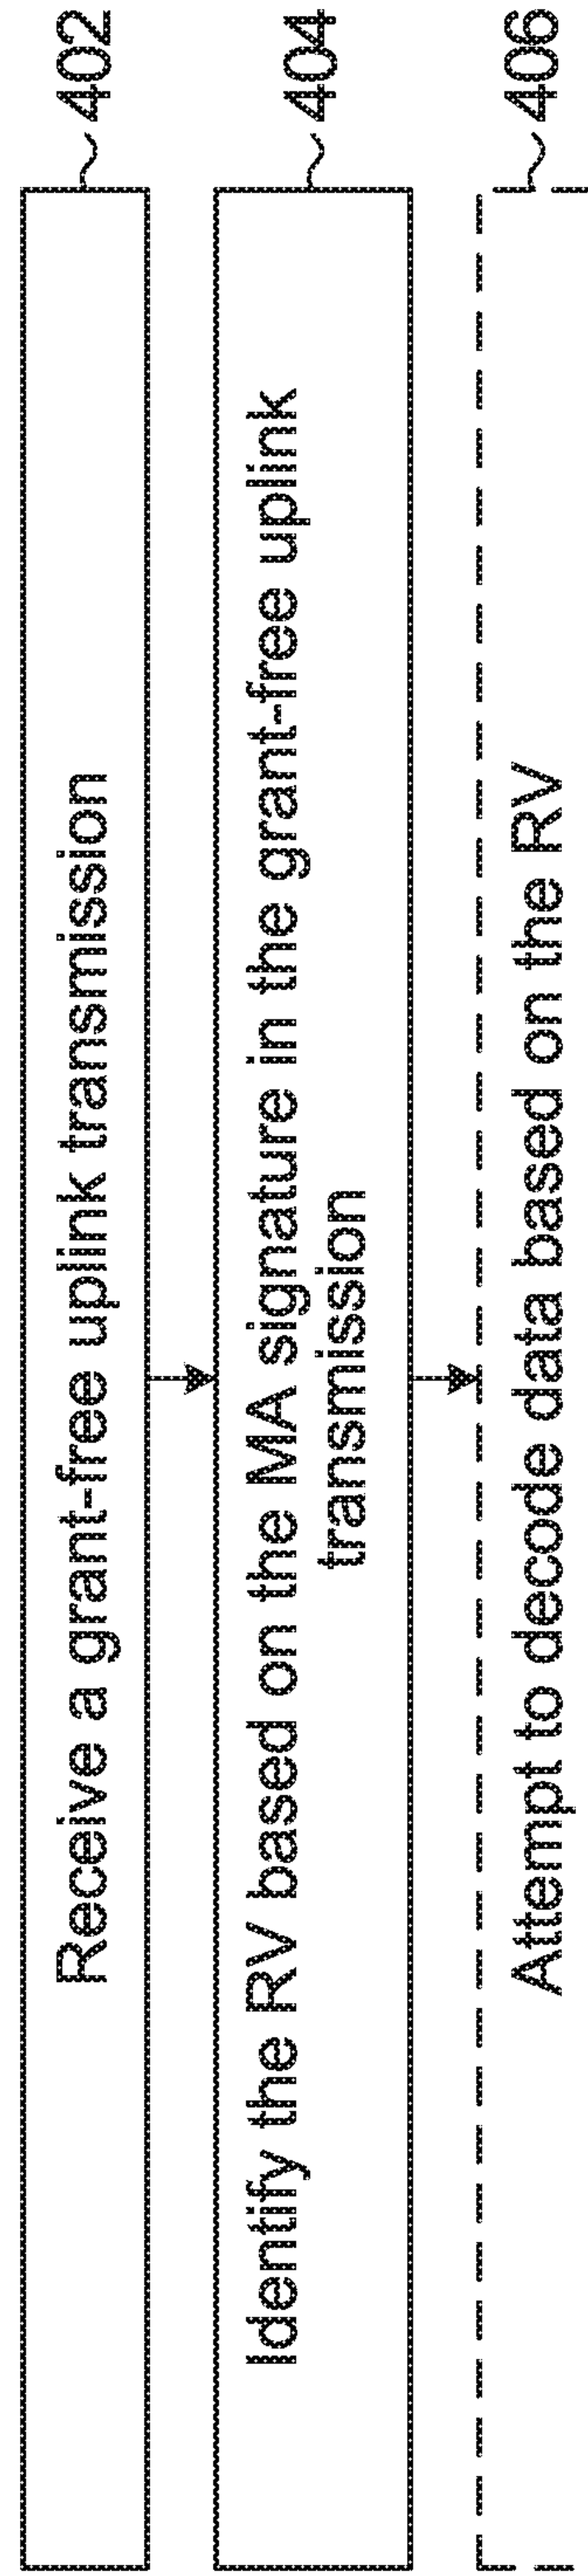 Receive a grant-free uplink transmission
402
Identify the RV based on the MA signature in the grant-free uplink
transmission
404
Attempt to decode data based on the RV
406